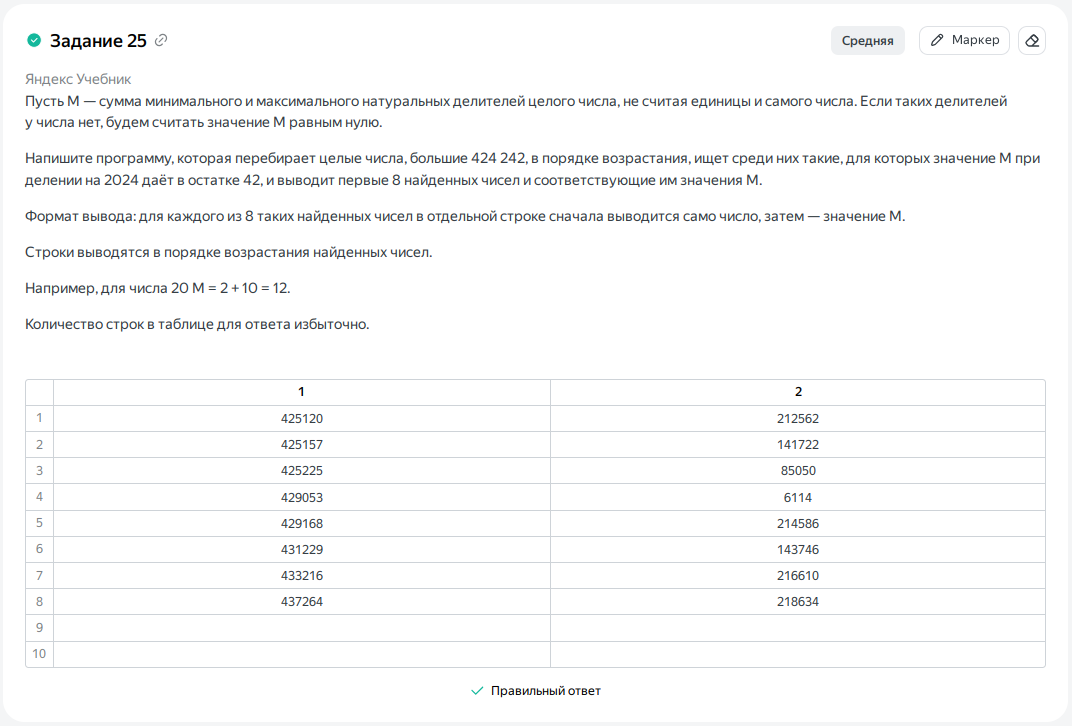 Задание 25
Средняя
Маркер
Яндекс Учебник
Пусть M — сумма минимального и максимального натуральных делителей целого числа, не считая единицы и самого числа. Если таких делителей
у числа нет, будем считать значение M равным нулю.
Напишите программу, которая перебирает целые числа, большие 424 242, в порядке возрастания, ищет среди них такие, для которых значение M при
делении на 2024 даёт в остатке 42, и выводит первые 8 найденных чисел и соответствующие им значения M.
Формат вывода: для каждого из 8 таких найденных чисел в отдельной строке сначала выводится само число, затем — значение M.
Строки выводятся в порядке возрастания найденных чисел.
Например, для числа 20 M = 2 + 10 = 12.
Количество строк в таблице для ответа избыточно.
1 2
1 425120 212562
2 425157 141722
3 425225 85050
4 429053 6114
5 429168 214586
6 431229 143746
7 433216 216610
8 437264 218634
9
10
Правильный ответ